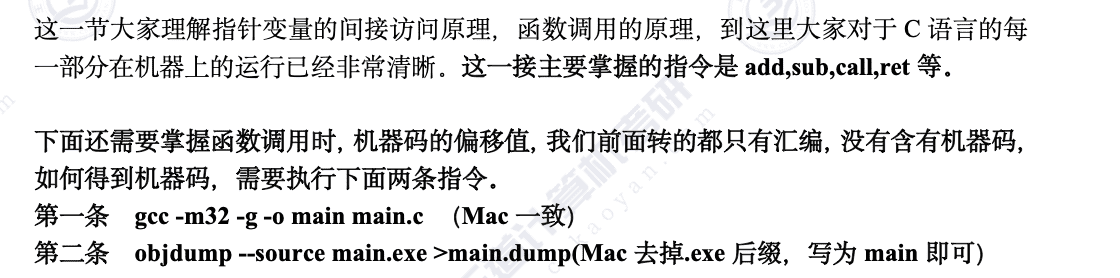 这一节大家理解指针变量的间接访问原理，函数调用的原理，到这里大家对于 C 语言的每
一部分在机器上的运行已经非常清晰。这一接主要掌握的指令是 add,sub,call,ret 等。
下面还需要掌握函数调用时，机器码的偏移值，我们前面转的都只有汇编，没有含有机器码，
如何得到机器码，需要执行下面两条指令。
第一条 gcc -m32 -g -o main main.c （Mac 一致）
第二条 objdump --source main.exe >main.dump(Mac 去掉.exe 后缀，写为 main 即可）